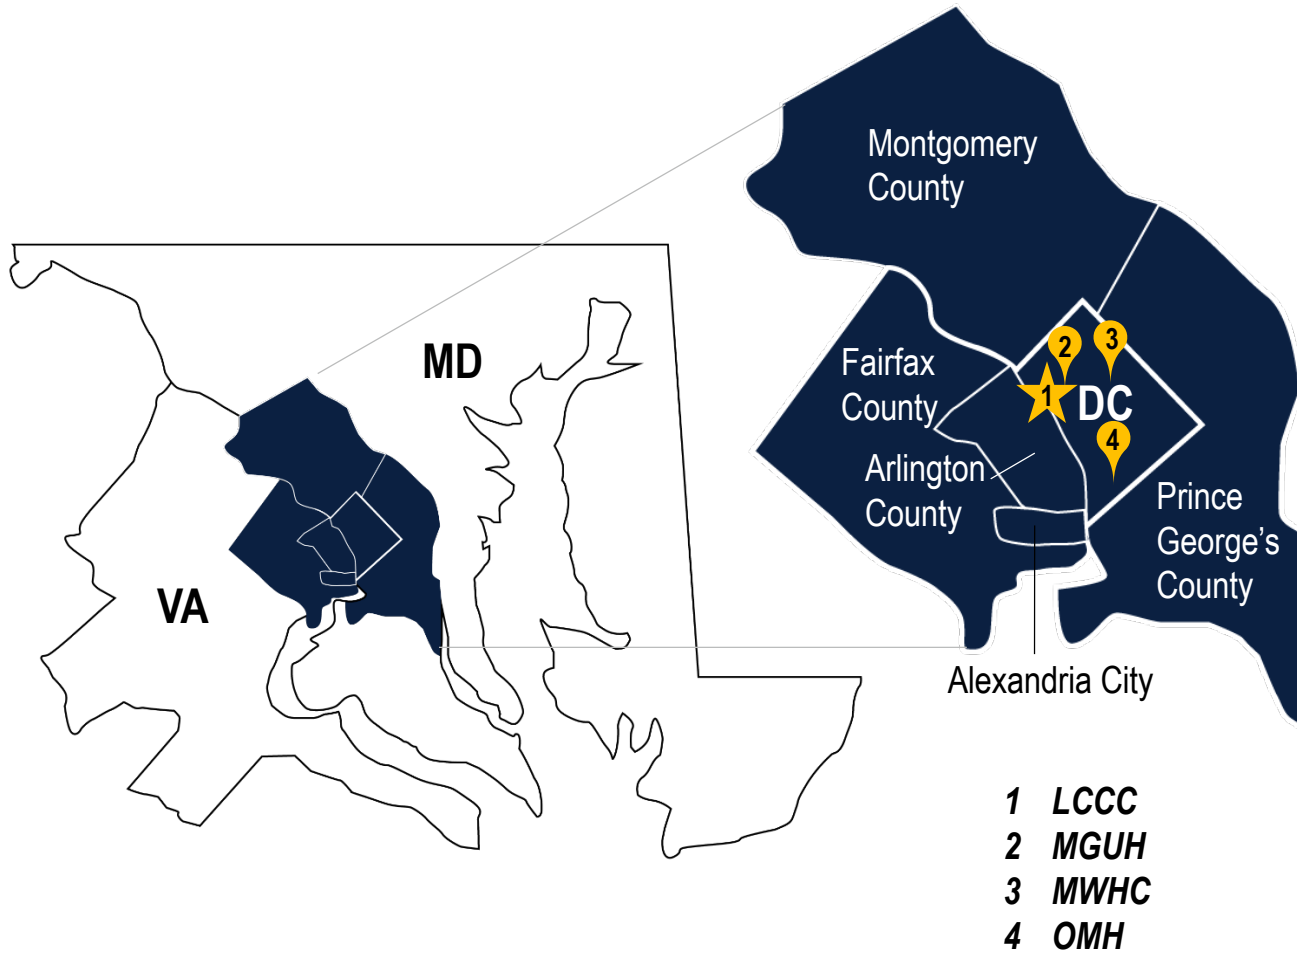 Montgomery
County
MD
Fairfax
County
2
3
1
DC
4
Arlington
County
Prince
George's
County
VA
Alexandria City
1 LCCC
2 MGUH
3 MWHC
4 OMH